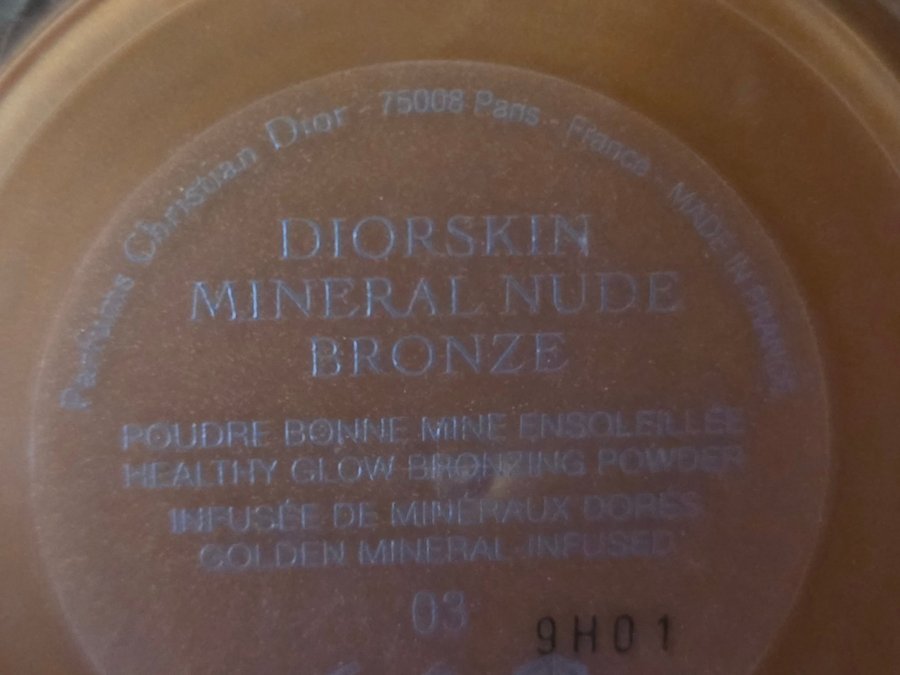 Parfums Christian Dior - 75008 Paris - France - MADE IN FRANCE
DIORSKIN
MINERAL NUDE
BRONZE
POUDRE BONNE MINE ENSOLEILLÉE
HEALTHY GLOW BRONZING POWDER
INFUSÉE DE MINÉRAUX DORÉS
GOLDEN MINERAL-INFUSED
03
9H01